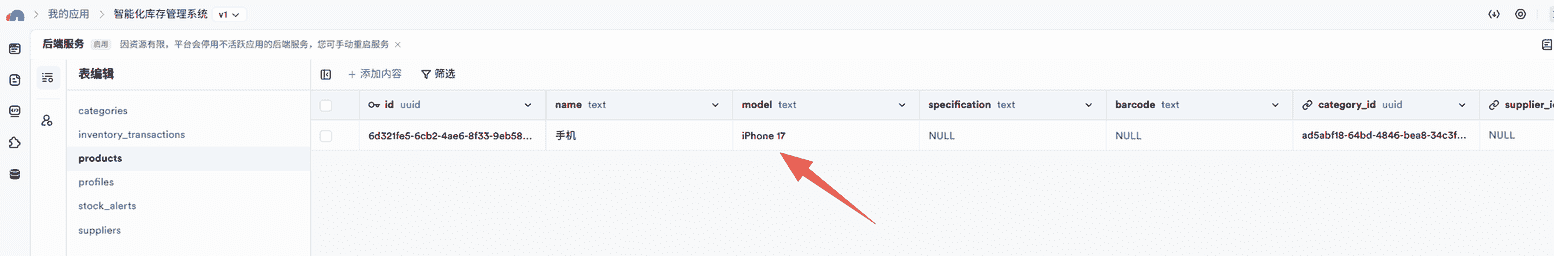 我的应用 智能化库存管理系统 v1
后端服务 启用 因资源有限，平台会停用不活跃应用的后端服务，您可手动重启服务
表编辑
添加内容 筛选
categories
inventory_transactions
products
profiles
stock_alerts
suppliers
id uuid name text model text specification text barcode text category_id uuid supplier_id
6d321fe5-6cb2-4ae6-8f33-9eb58... 手机 iPhone 17 NULL NULL ad5abf18-64bd-4846-bea8-34c3f... NULL